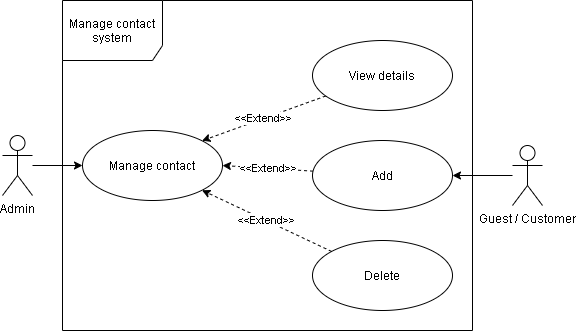 Manage contact
system
View details
<<Extend>>
Manage contact
<<Extend>>
Add
Admin
Guest / Customer
<<Extend>>
Delete